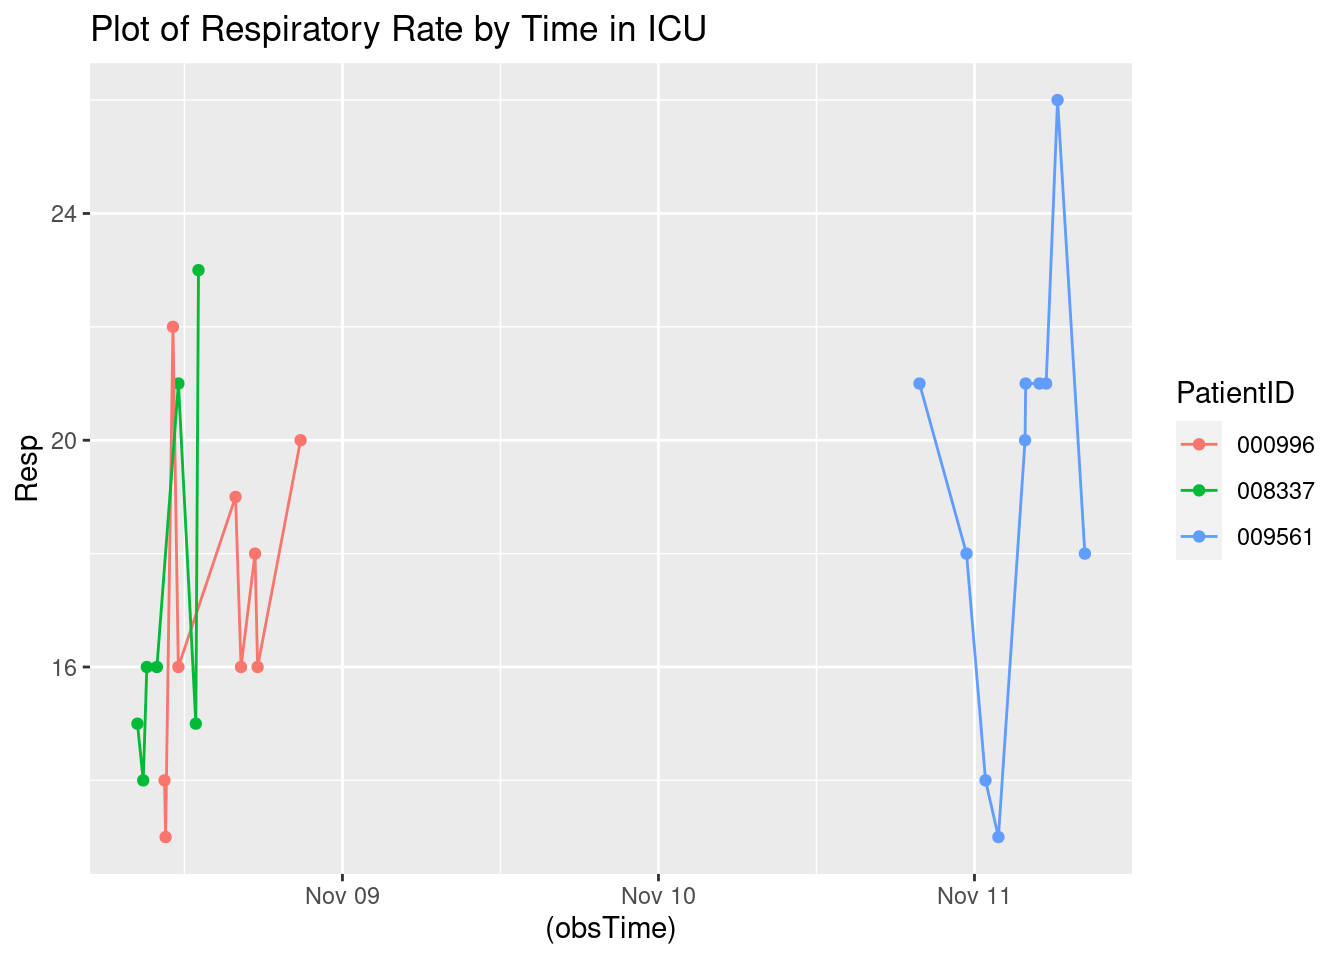 Plot of Respiratory Rate by Time in ICU
24
20
16
Resp
Nov 09
Nov 10
Nov 11
(obsTime)
PatientID
000996
008337
009561